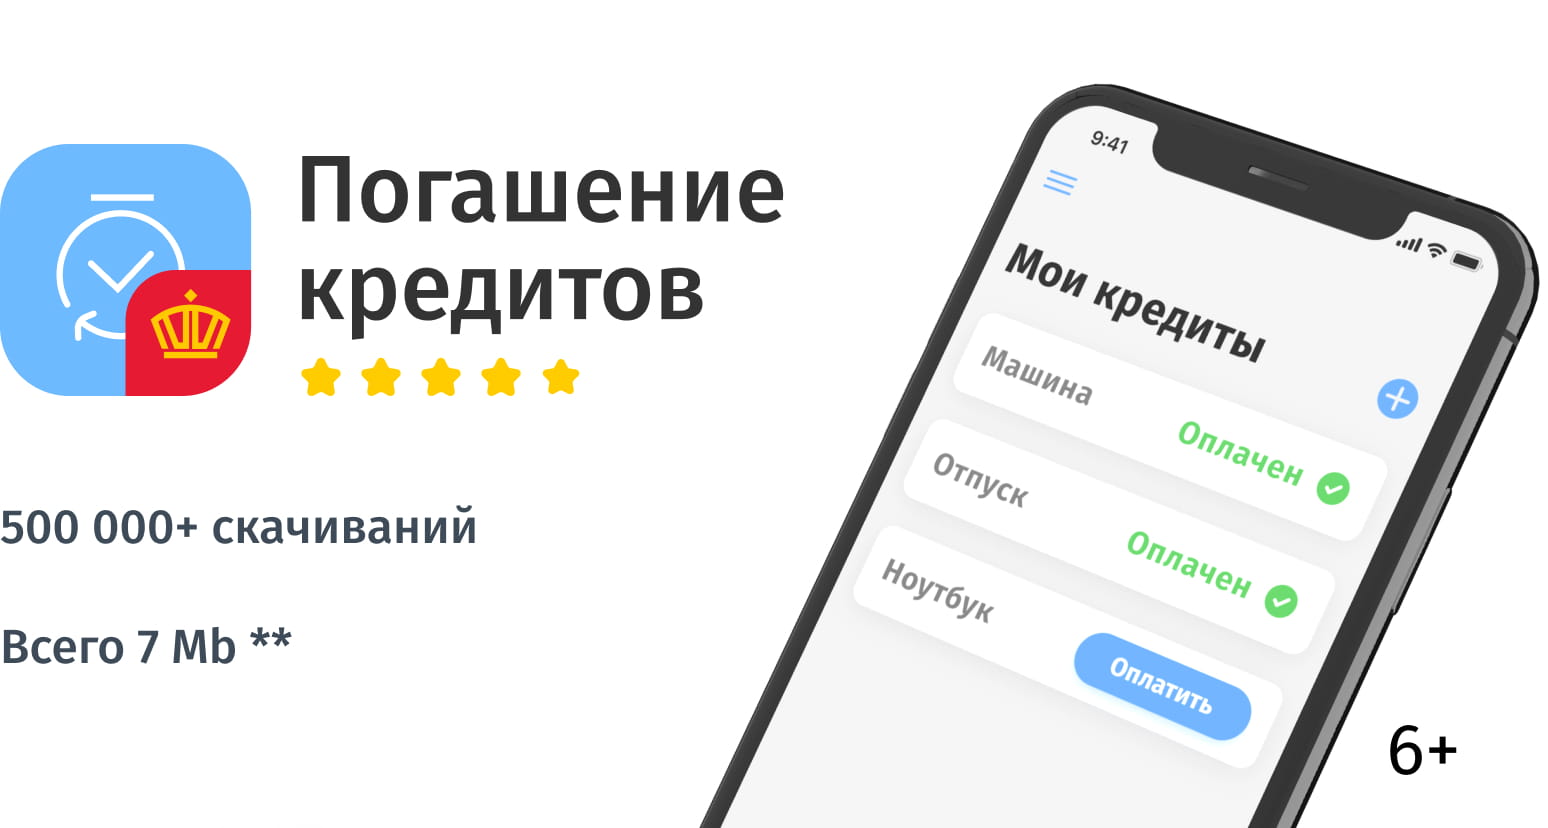 Погашение
кредитов
500 000+ скачиваний
Всего 7 Mb **
9:41
Мои кредиты
Машина
Оплачен
Отпуск
Оплачен
Ноутбук
Оплатить
6+